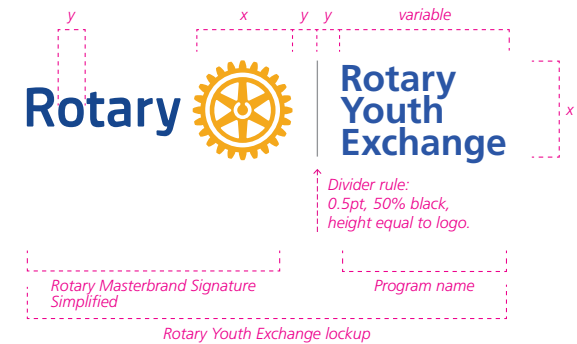 y
x
y
y
variable
Rotary
Rotary
Youth
Exchange
x
Divider rule:
0.5pt, 50% black,
height equal to logo.
Rotary Masterbrand Signature
Simplified
Program name
Rotary Youth Exchange lockup